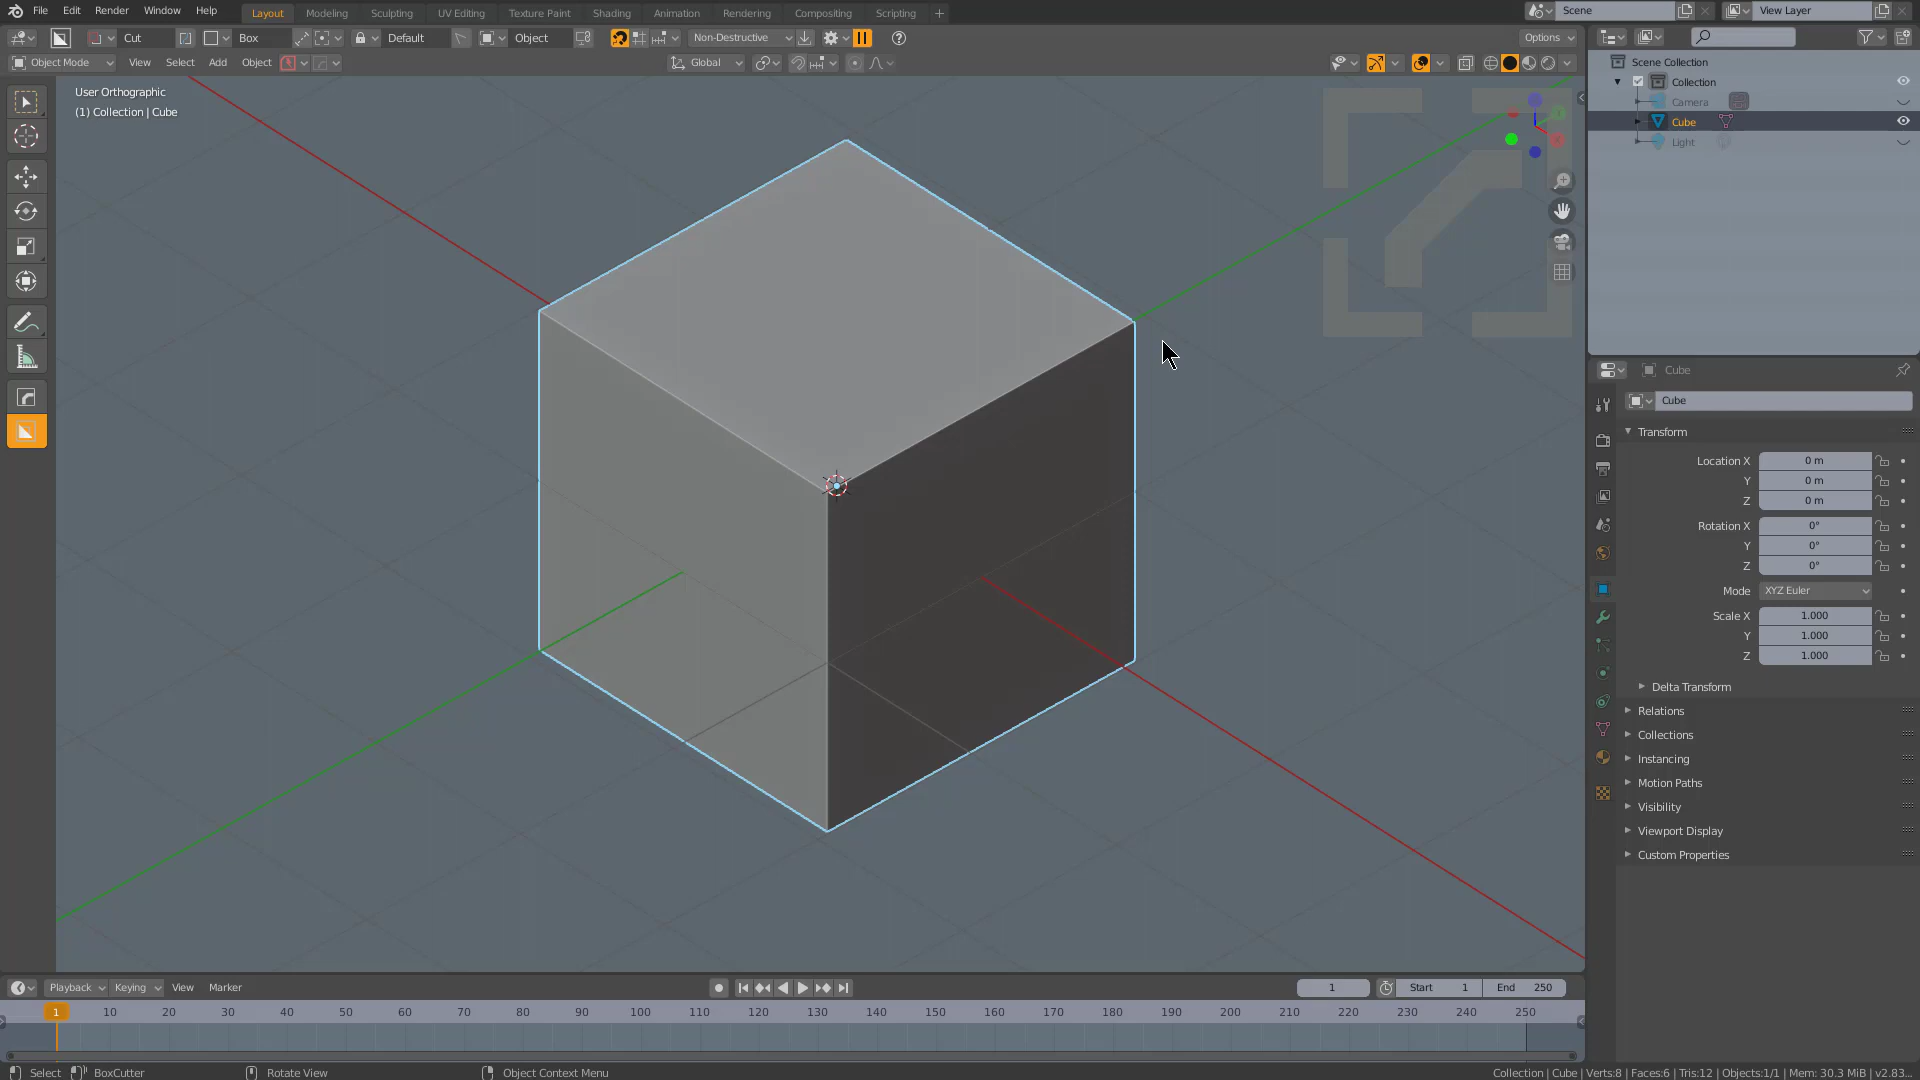 File Edit Render Window Help Layout Modeling Sculpting UV Editing Texture Paint Shading Animation Rendering Compositing Scripting + Scene View Layer
Cut Box Default Object Non-Destructive Options
Object Mode View Select Add Object Global
User Orthographic
(1) Collection | Cube
Scene Collection
Collection
Camera
Cube
Light
Cube
Cube
Transform
Location X 0 m
Y 0 m
Z 0 m
Rotation X 0°
Y 0°
Z 0°
Mode XYZ Euler
Scale X 1.000
Y 1.000
Z 1.000
Delta Transform
Relations
Collections
Instancing
Motion Paths
Visibility
Viewport Display
Custom Properties
Playback Keying View Marker 1 Start 1 End 250
1 10 20 30 40 50 60 70 80 90 100 110 120 130 140 150 160 170 180 190 200 210 220 230 240 250
Select BoxCutter Rotate View Object Context Menu Collection | Cube | Verts:8 | Faces:6 | Tris:12 | Objects:1/1 | Mem: 30.3 MiB | v2.83...